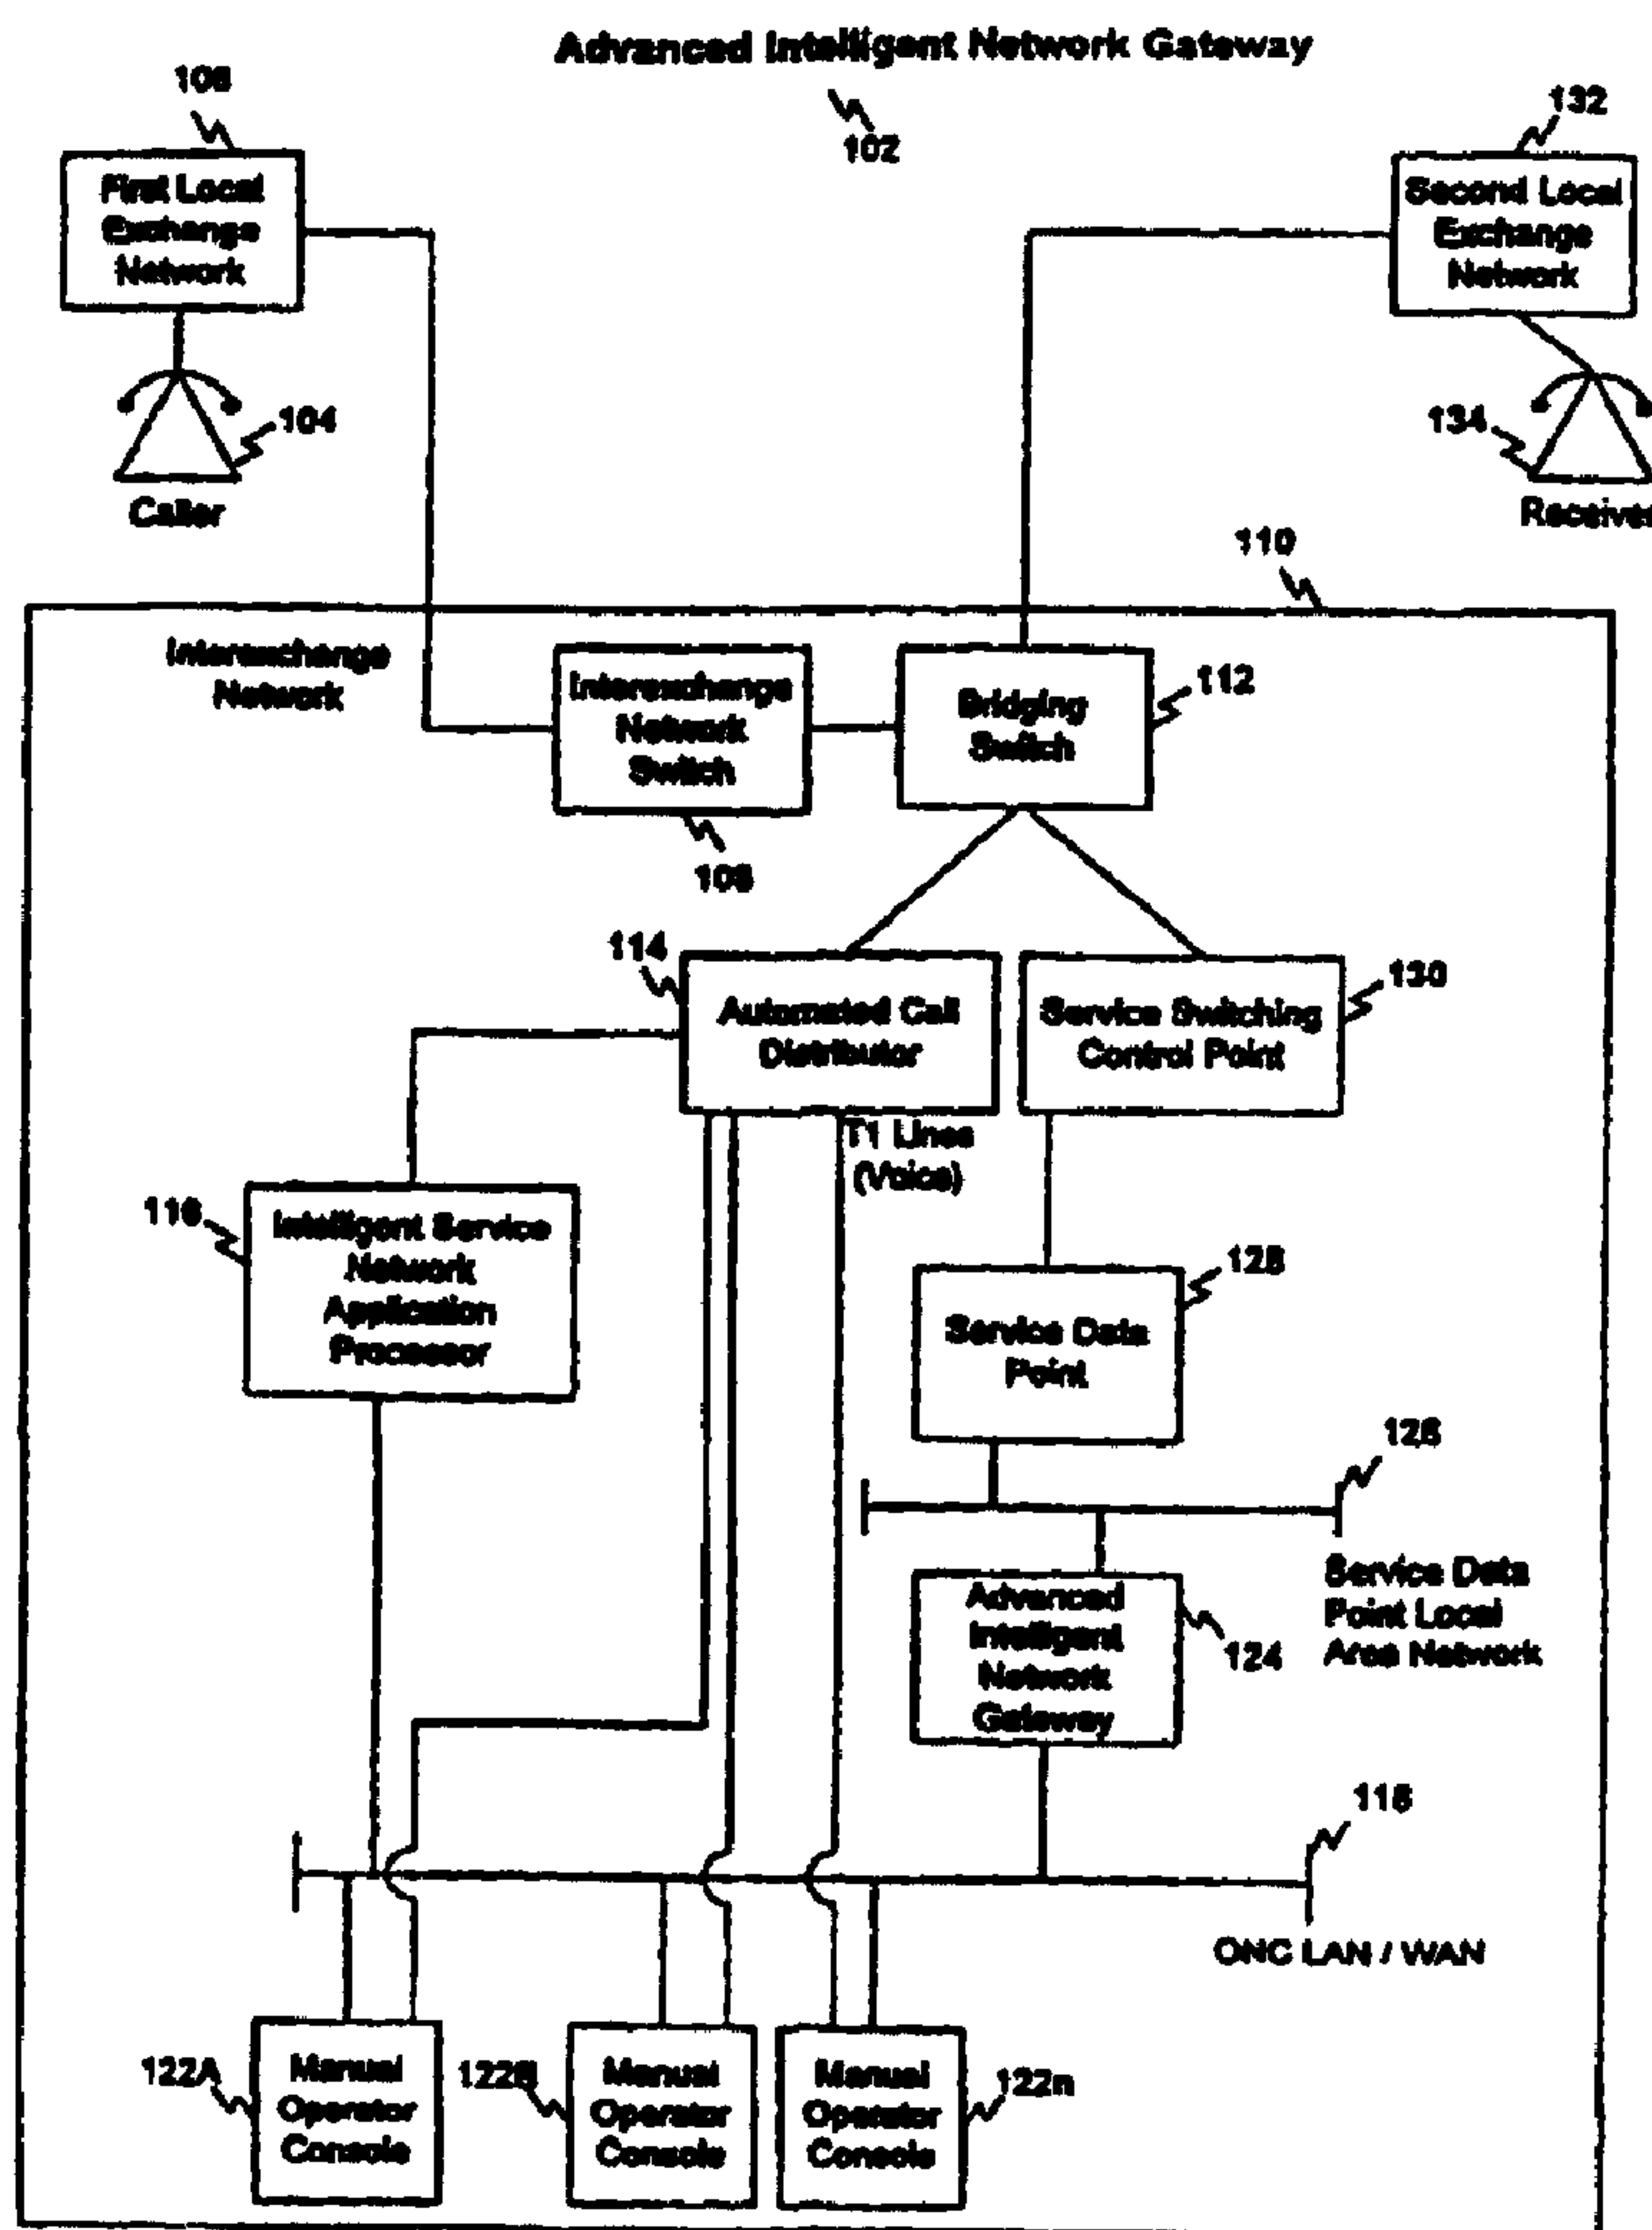 Advanced Intelligent Network Gateway
102
106
First Local
Exchange
Network
104
Caller
132
Second Local
Exchange
Network
134
Receiver
110
Interexchange
Network
Interexchange
Network
Switch
108
Bridging
Switch
112
114
Automated Call
Distributor
Service Switching
Control Point
130
T1 Lines
(Voice)
116
Intelligent Service
Network
Application
Processor
128
Service Data
Point
126
Service Data
Point Local
Area Network
Advanced
Intelligent
Network
Gateway
124
118
ONC LAN / WAN
122A
Manual
Operator
Console
122B
Manual
Operator
Console
122n
Manual
Operator
Console